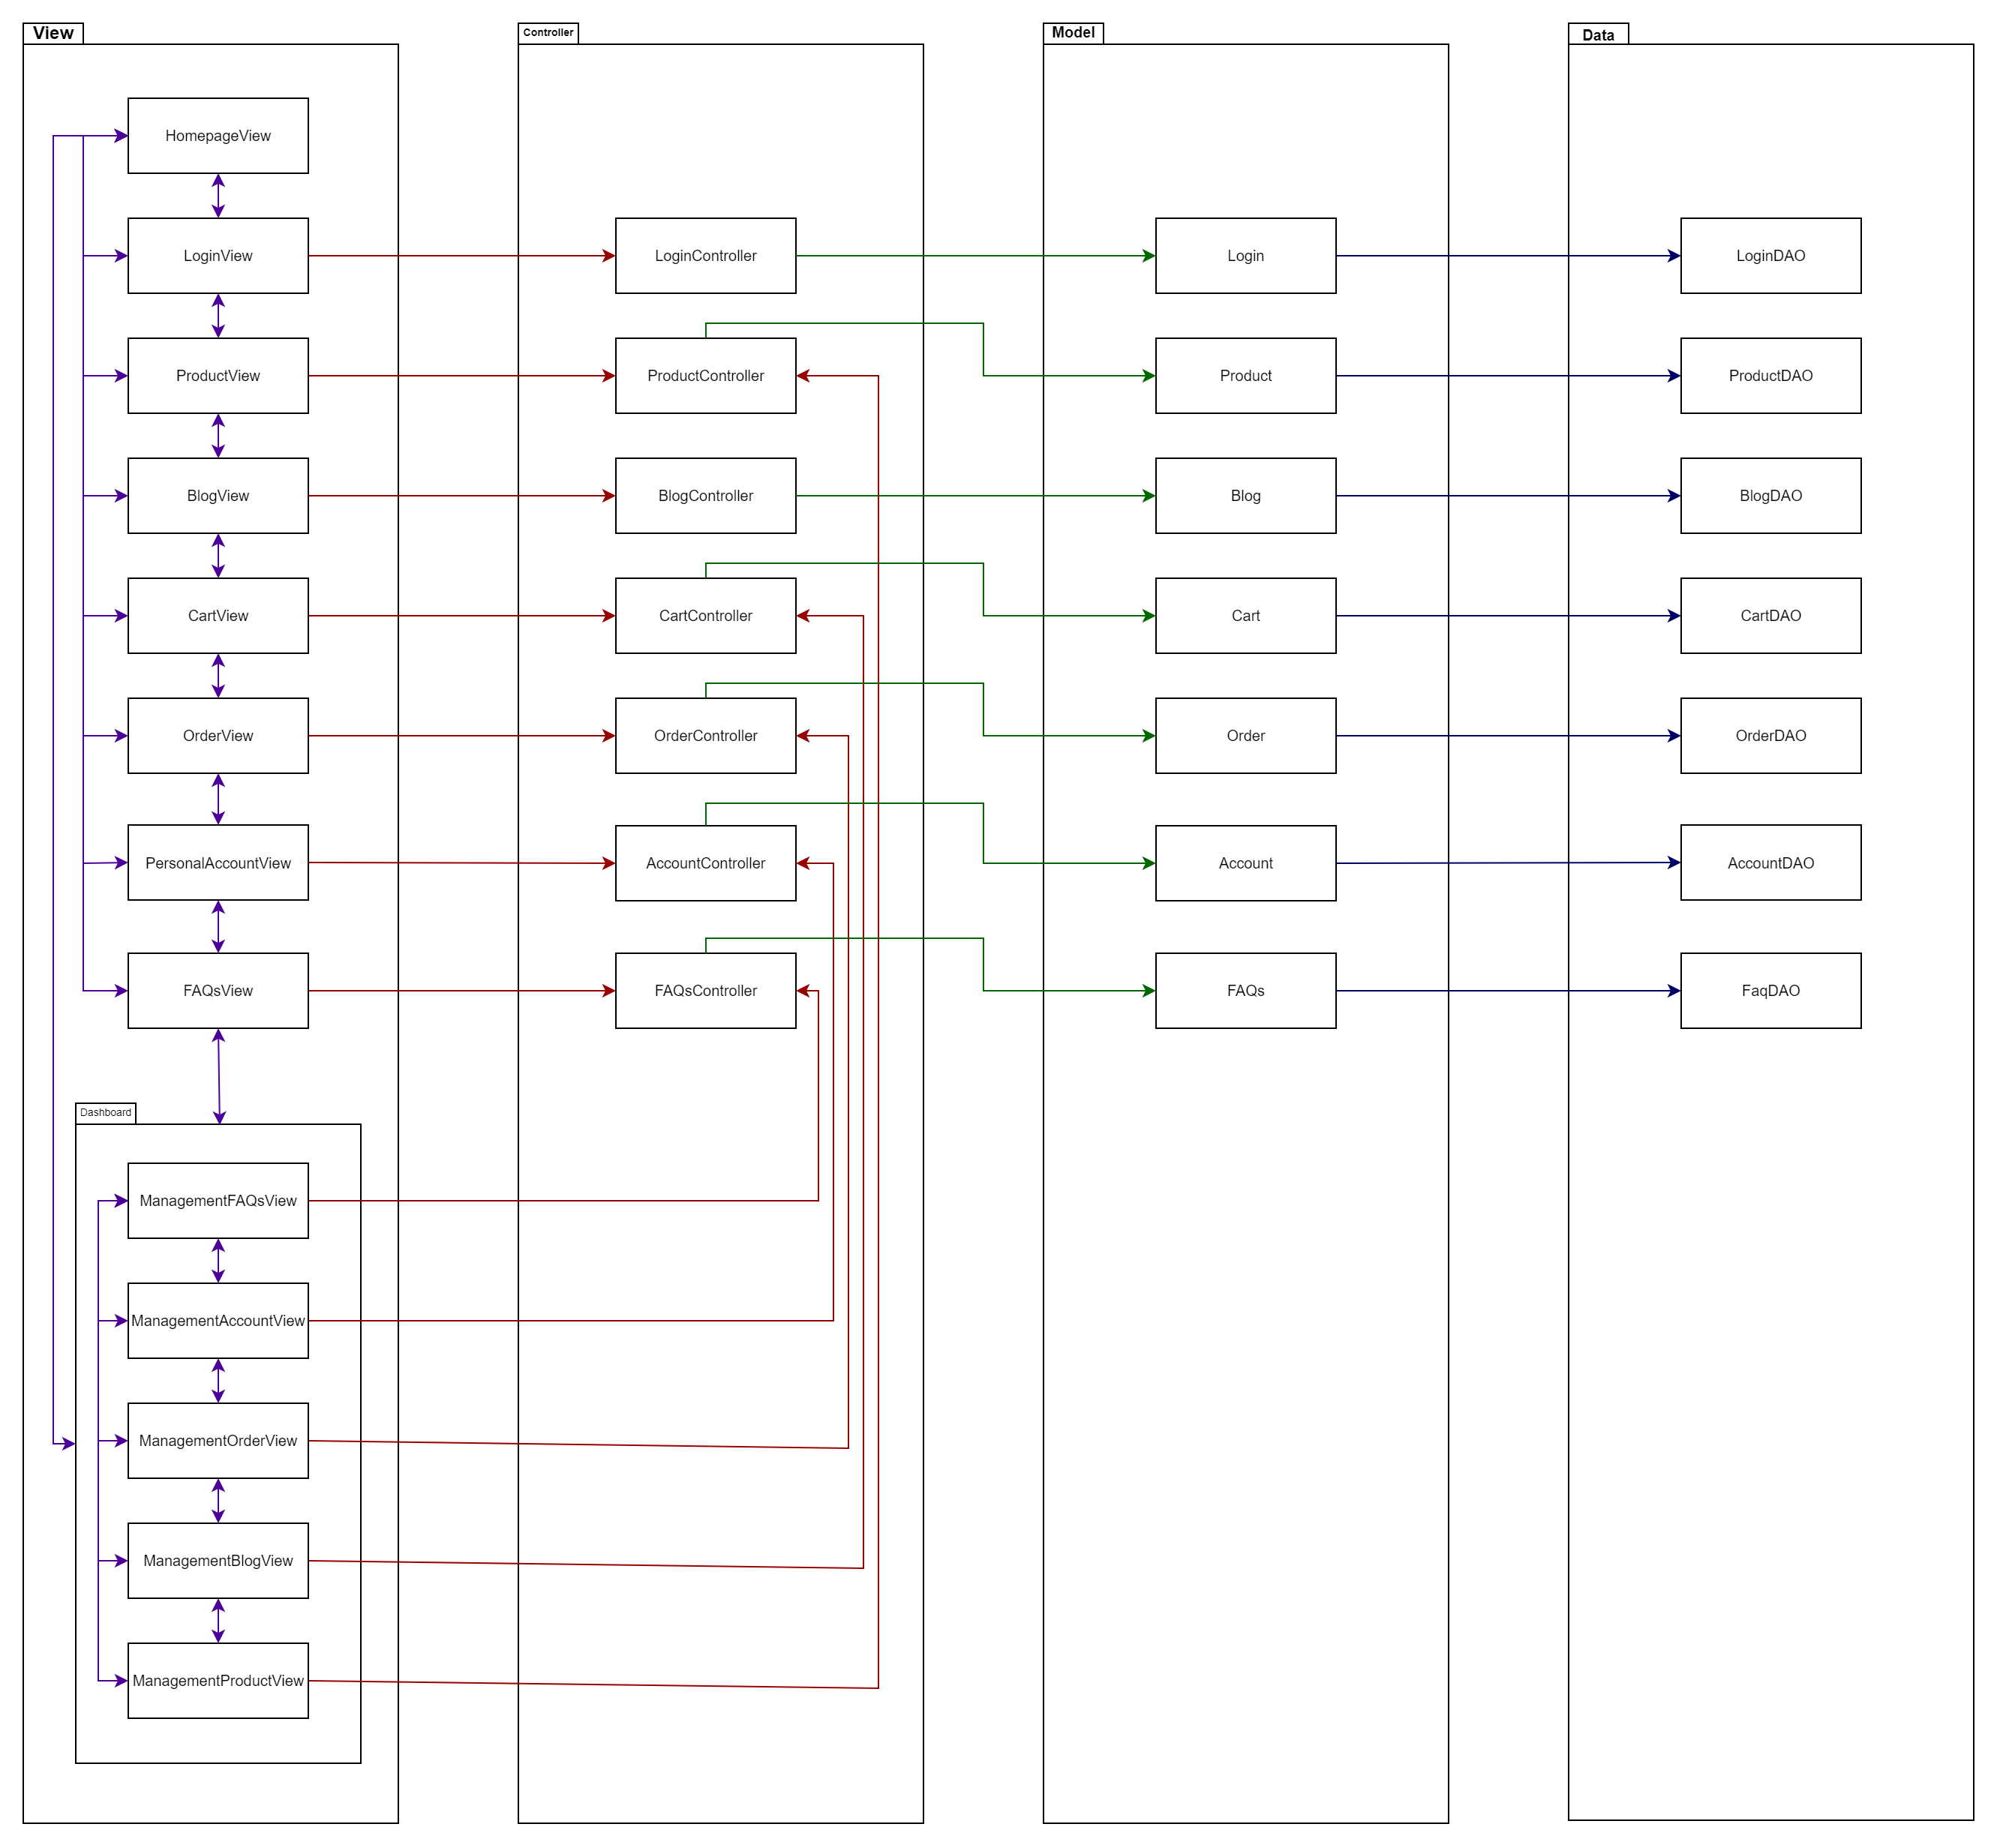 View
HomepageView
LoginView
ProductView
BlogView
CartView
OrderView
PersonalAccountView
FAQsView
Dashboard
ManagementFAQsView
ManagementAccountView
ManagementOrderView
ManagementBlogView
ManagementProductView
Controller
LoginController
ProductController
BlogController
CartController
OrderController
AccountController
FAQsController
Model
Login
Product
Blog
Cart
Order
Account
FAQs
Data
LoginDAO
ProductDAO
BlogDAO
CartDAO
OrderDAO
AccountDAO
FaqDAO